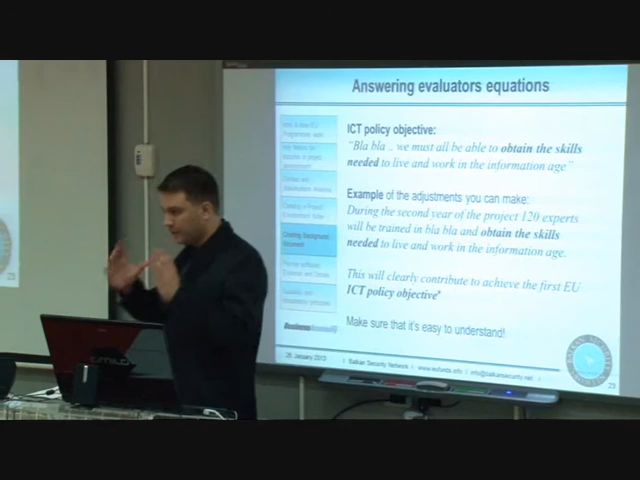 Answering evaluators equations
ICT policy objective:
"Bla bla .. we must all be able to obtain the skills
needed to live and work in the information age"
Example of the adjustments you can make:
During the second year of the project 120 experts
will be trained in bla bla and obtain the skills
needed to live and work in the information age.
This will clearly contribute to achieve the first EU
ICT policy objective"
Make sure that it's easy to understand!
Creating background
document
28 January 2013
Balkan Security Network
www.eufunds.info
info@balkansecurity.net